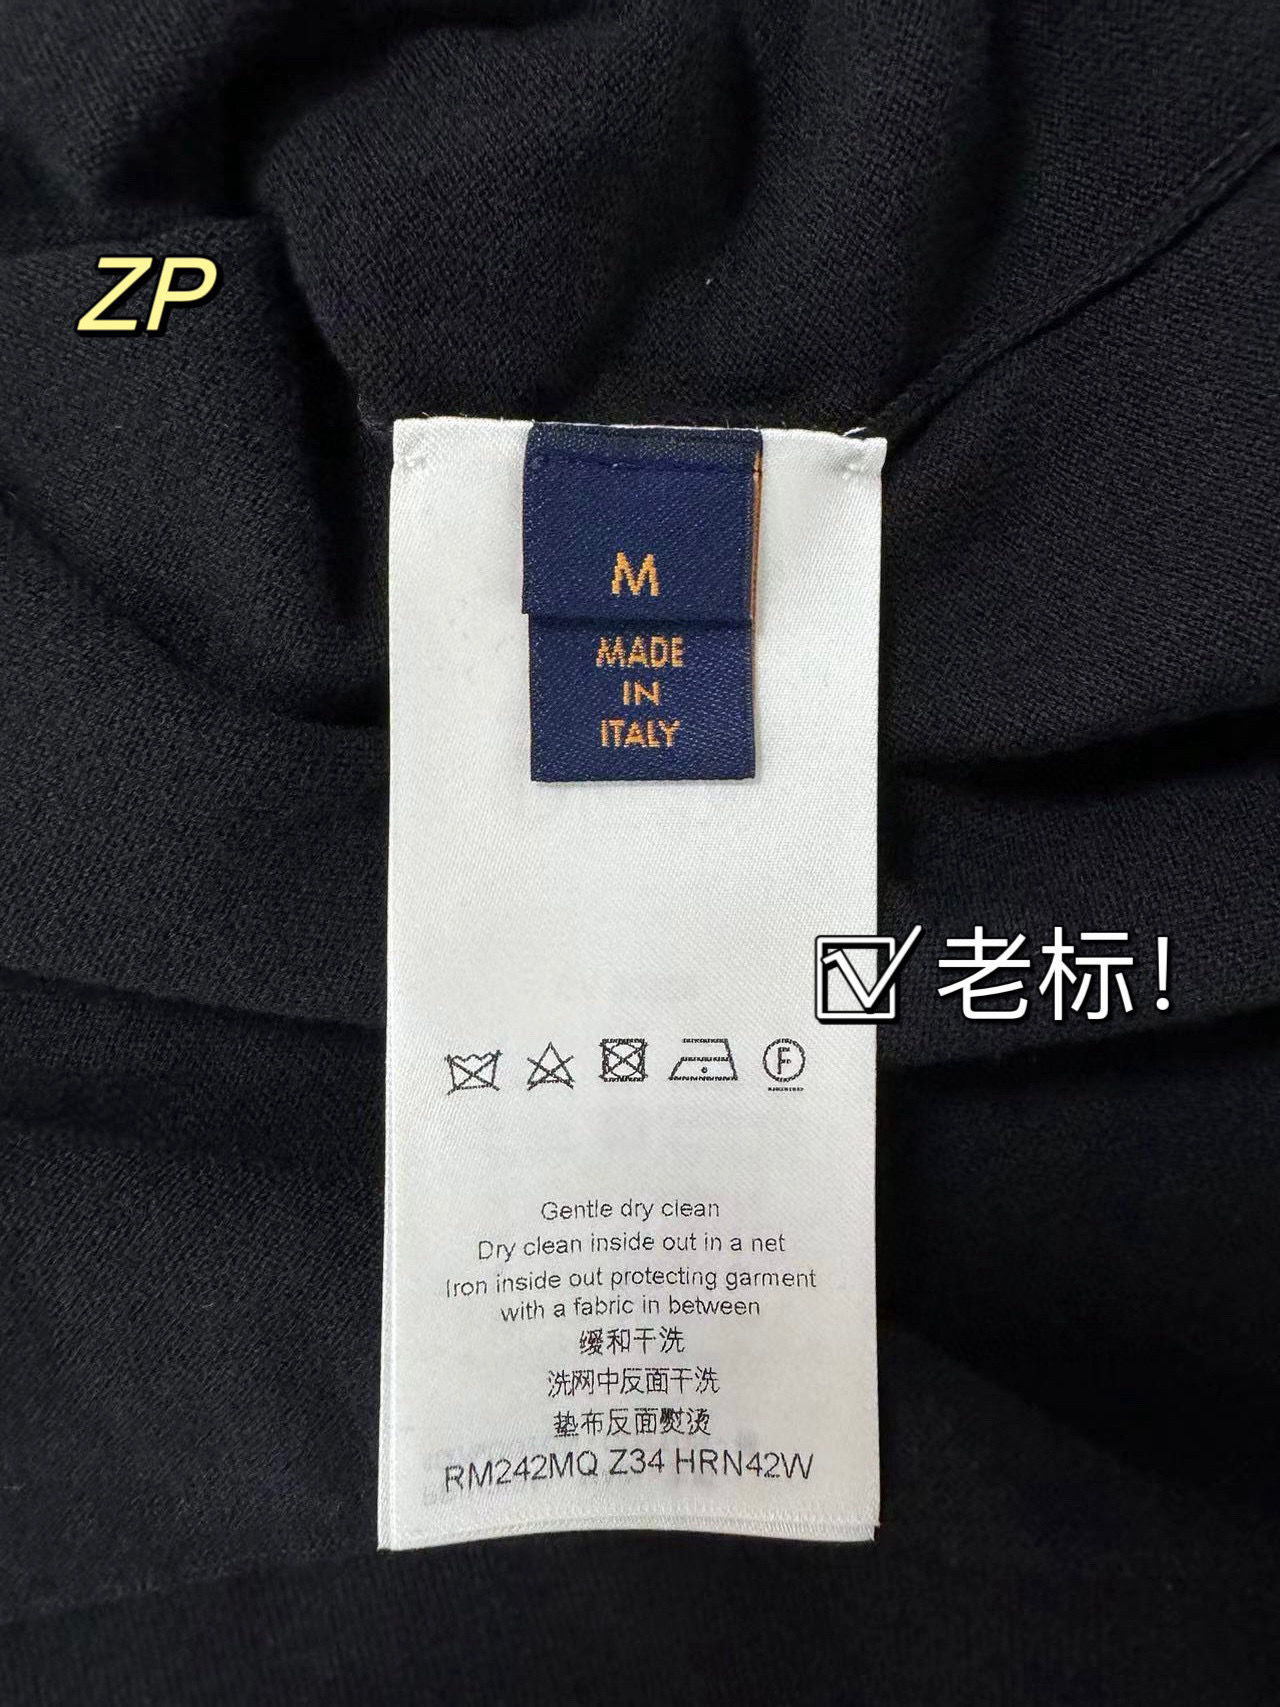 ZP
M
MADE
IN
ITALY
老标！
F
Gentle dry clean
Dry clean inside out in a net
Iron inside out protecting garment
with a fabric in between
缓和干洗
洗网中反面干洗
垫布反面熨烫
RM242MQ Z34 HRN42W